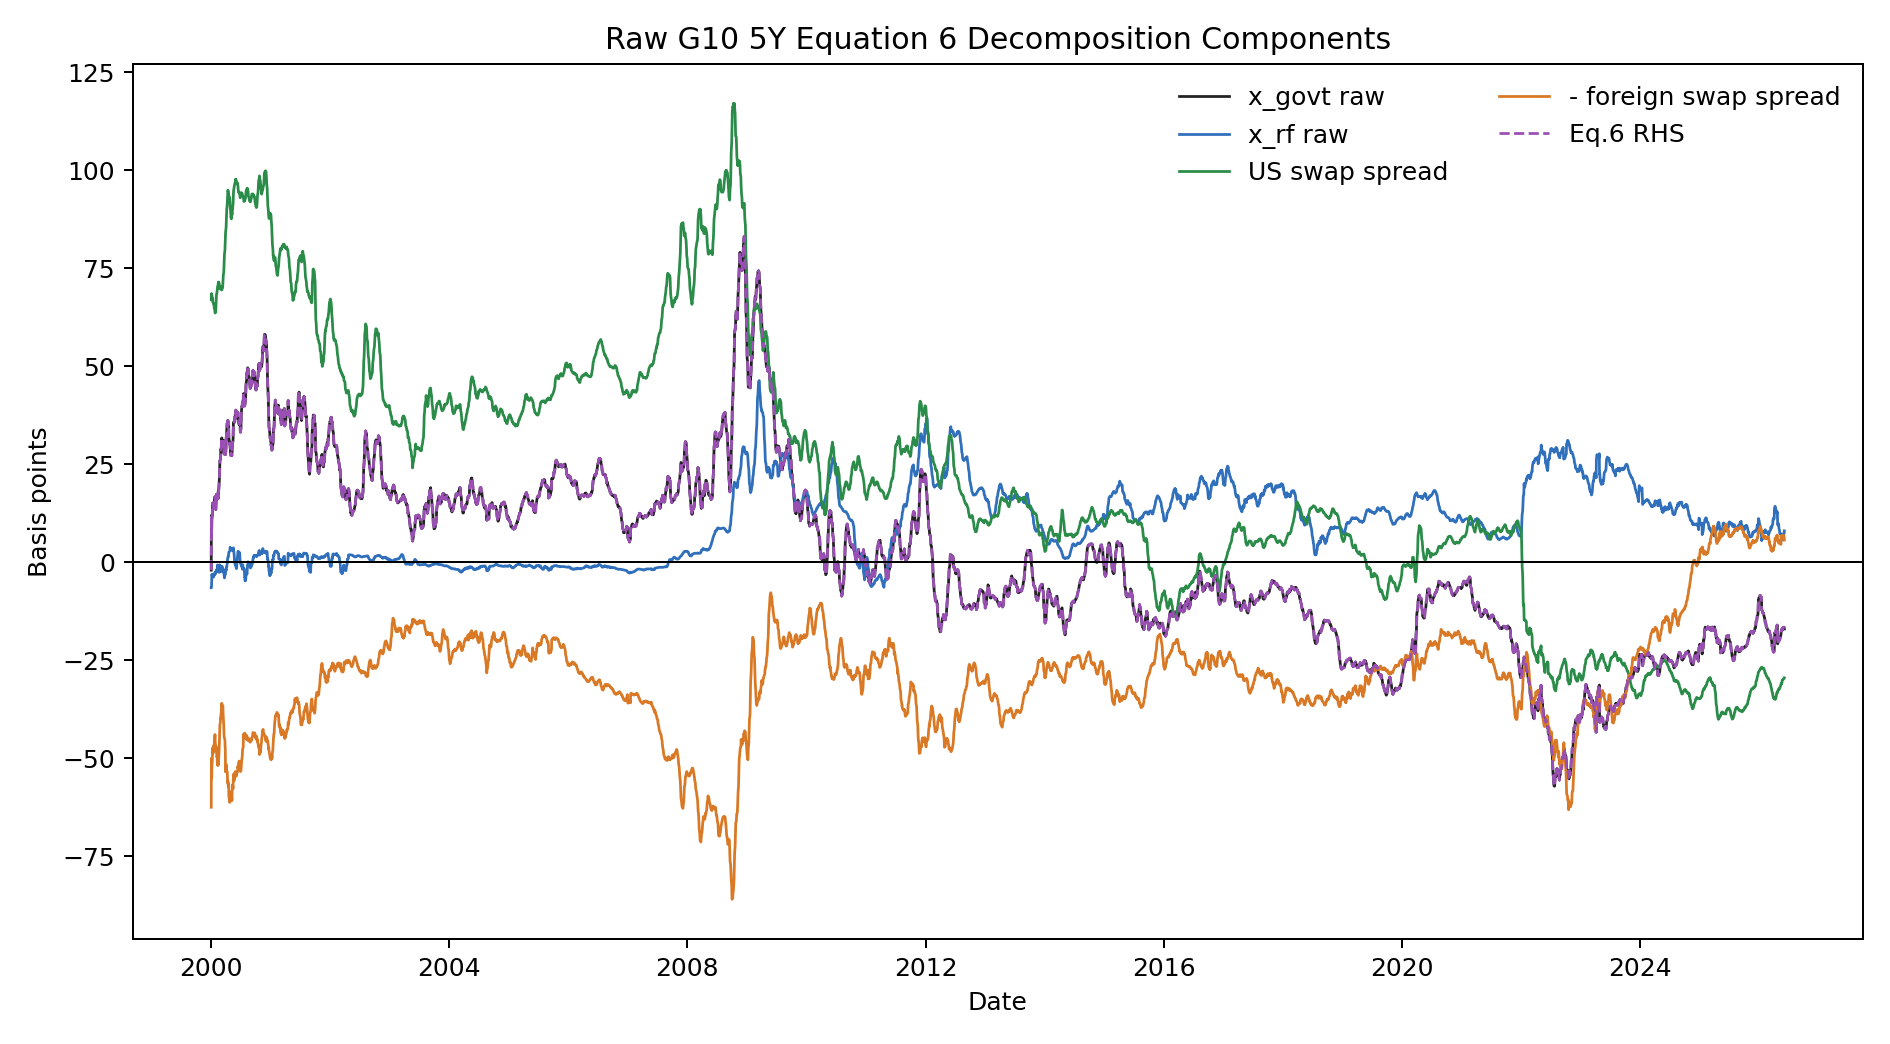 Raw G10 5Y Equation 6 Decomposition Components
x_govt raw
x_rf raw
US swap spread
- foreign swap spread
Eq.6 RHS
Basis points
125
100
75
50
25
0
−25
−50
−75
2000
2004
2008
2012
2016
2020
2024
Date